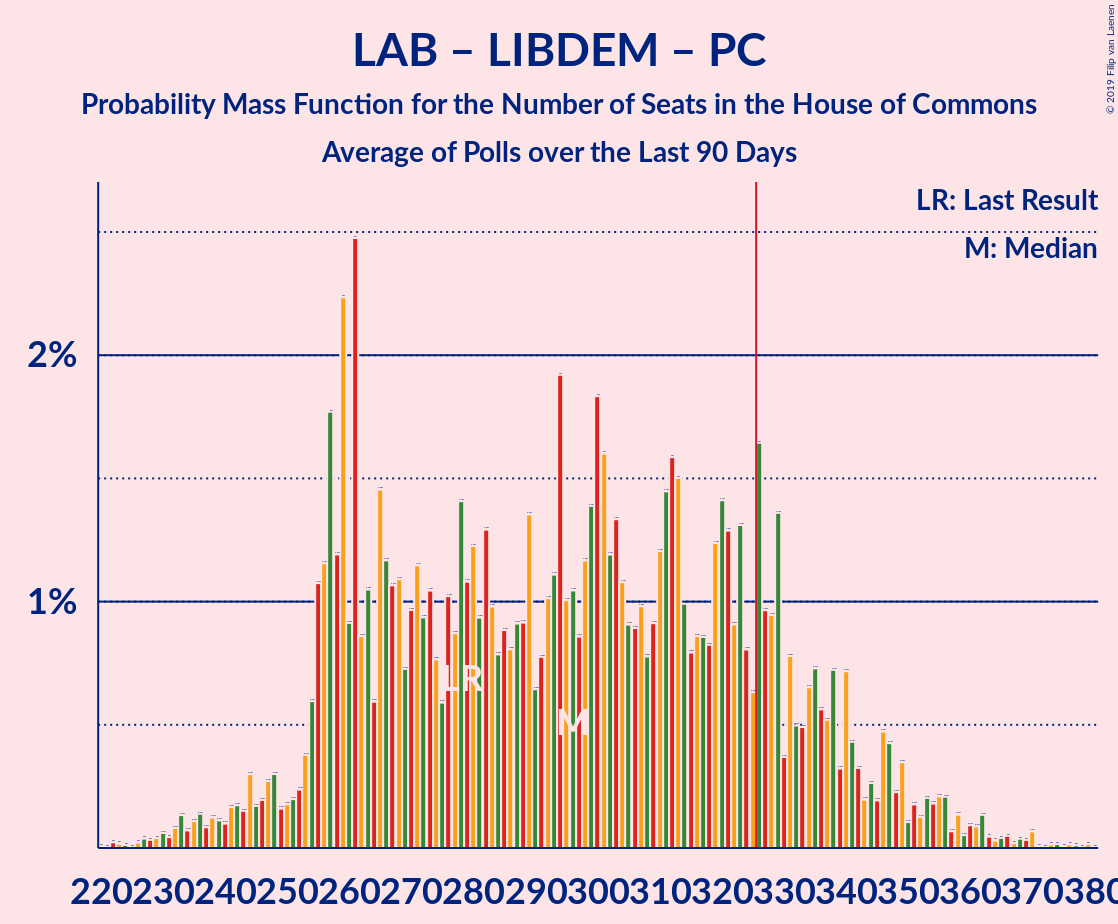 LAB – LIBDEM – PC
Probability Mass Function for the Number of Seats in the House of Commons
Average of Polls over the Last 90 Days
© 2019 Filip van Laenen
LR: Last Result
M: Median
2%
1%
LR
M
220 230 240 250 260 270 280 290 300 310 320 330 340 350 360 370 380